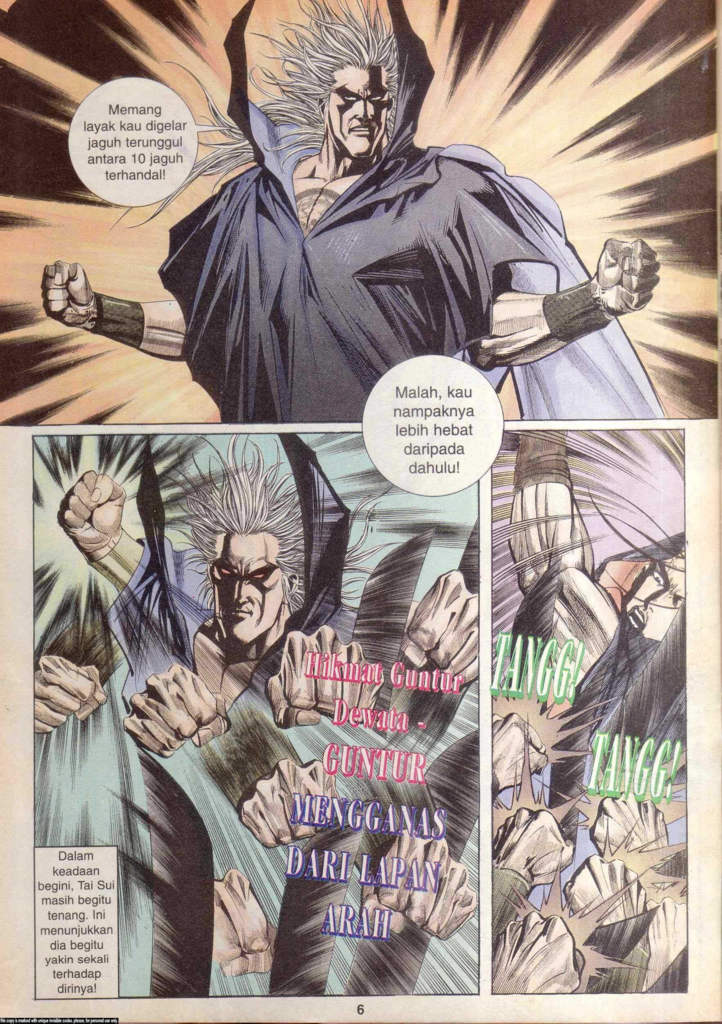 Memang
layak kau digelar
jaguh terunggul
antara 10 jaguh
terhandal!
Malah, kau
nampaknya
lebih hebat
daripada
dahulu!
Hikmat Guntur
Dewata -
GUNTUR
MENGGANAS
DARI LAPAN
ARAH
Dalam
keadaan
begini, Tai Sui
masih begitu
tenang. Ini
menunjukkan
dia begitu
yakin sekali
terhadap
dirinya!
TANGG!
TANGG!
6